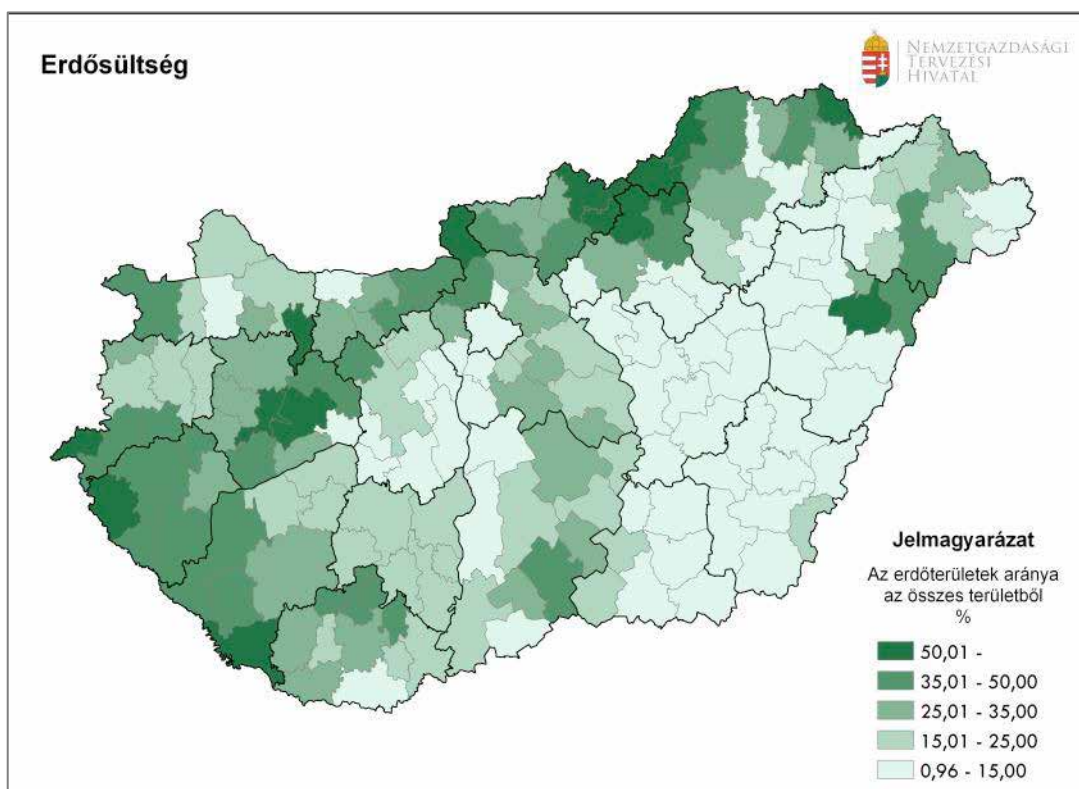 Erdősültség
NEMZETGAZDASÁGI
TERVEZÉSI
HIVATAL
Jelmagyarázat
Az erdőterületek aránya
az összes területből
%
50,01 -
35,01 - 50,00
25,01 - 35,00
15,01 - 25,00
0,96 - 15,00